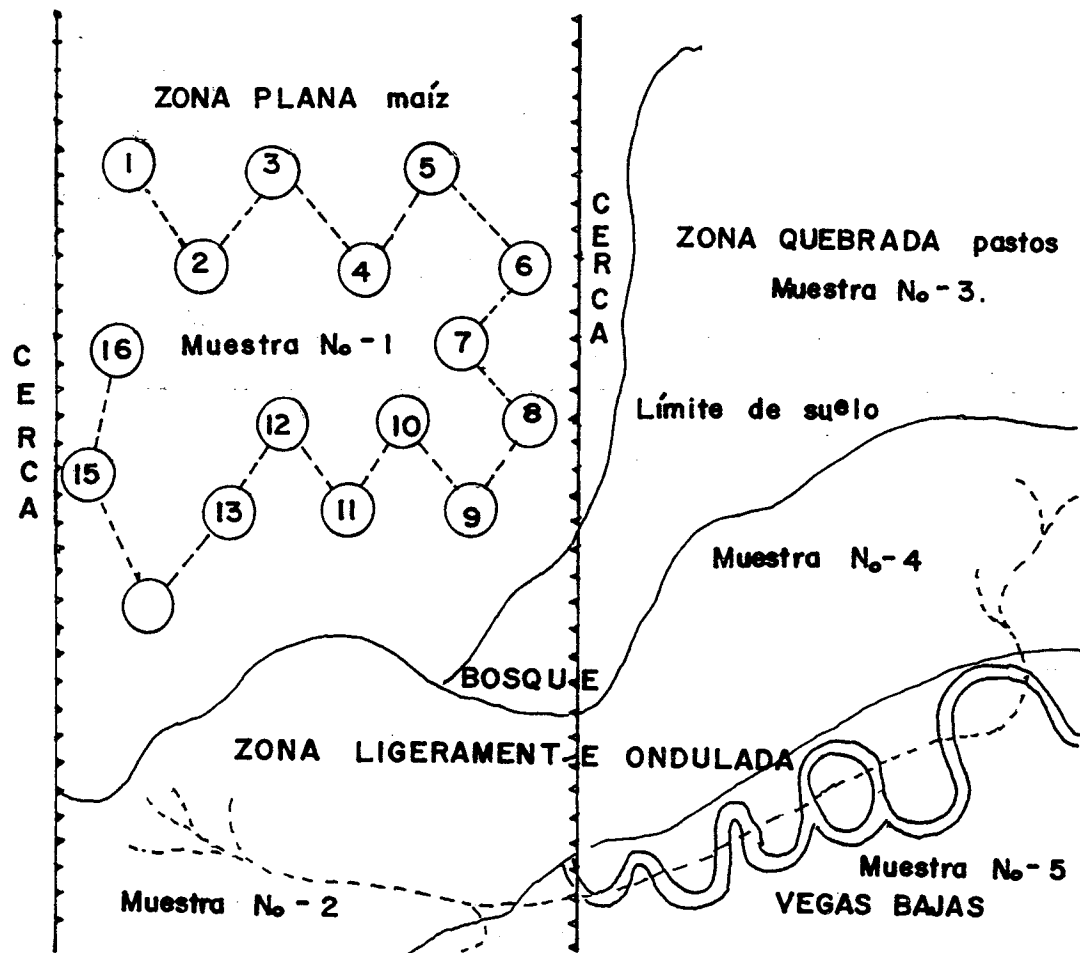 ZONA PLANA maíz
1
3
5
2
4
6
CERCA
ZONA QUEBRADA pastos
Muestra No-3.
16
Muestra No-1
7
CERCA
Límite de suelo
12
10
8
15
13
11
9
Muestra No-4
BOSQUE
ZONA LIGERAMENTE ONDULADA
Muestra No-2
Muestra No-5
VEGAS BAJAS